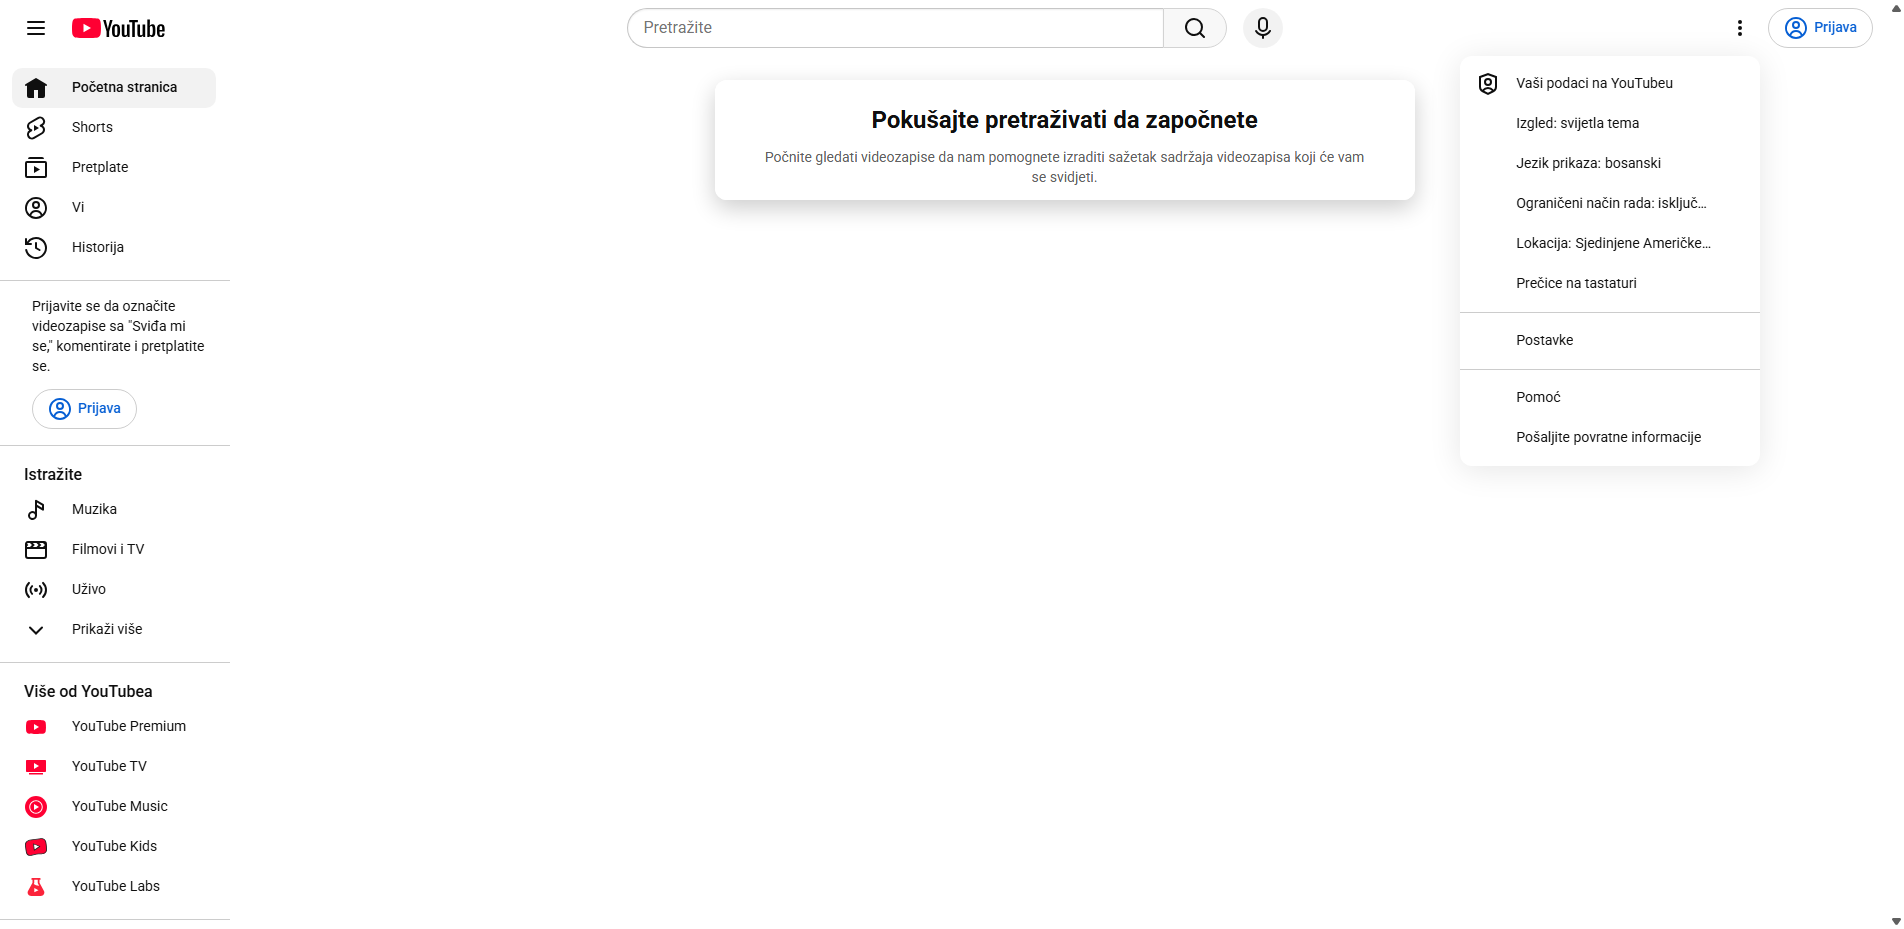 YouTube
Pretražite
Prijava
Početna stranica
Shorts
Pretplate
Vi
Historija
Prijavite se da označite
videozapise sa "Sviđa mi
se," komentirate i pretplatite
se.
Prijava
Istražite
Muzika
Filmovi i TV
Uživo
Prikaži više
Više od YouTubea
YouTube Premium
YouTube TV
YouTube Music
YouTube Kids
YouTube Labs
Pokušajte pretraživati da započnete
Počnite gledati videozapise da nam pomognete izraditi sažetak sadržaja videozapisa koji će vam
se svidjeti.
Vaši podaci na YouTubeu
Izgled: svijetla tema
Jezik prikaza: bosanski
Ograničeni način rada: isključ...
Lokacija: Sjedinjene Američke...
Prečice na tastaturi
Postavke
Pomoć
Pošaljite povratne informacije